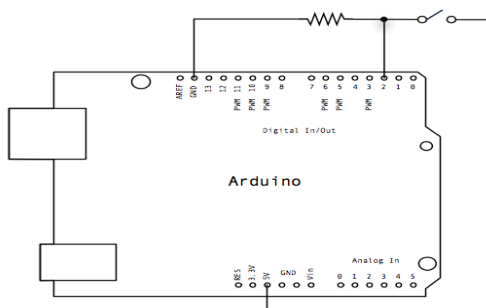 AREF GND 13 12 11 10 9 8 7 6 5 4 3 2 1 0
PWM PWM PWM PWM PWM PWM
Digital In/Out
Arduino
Analog In
RES 3.3V 5V GND Vin 0 1 2 3 4 5